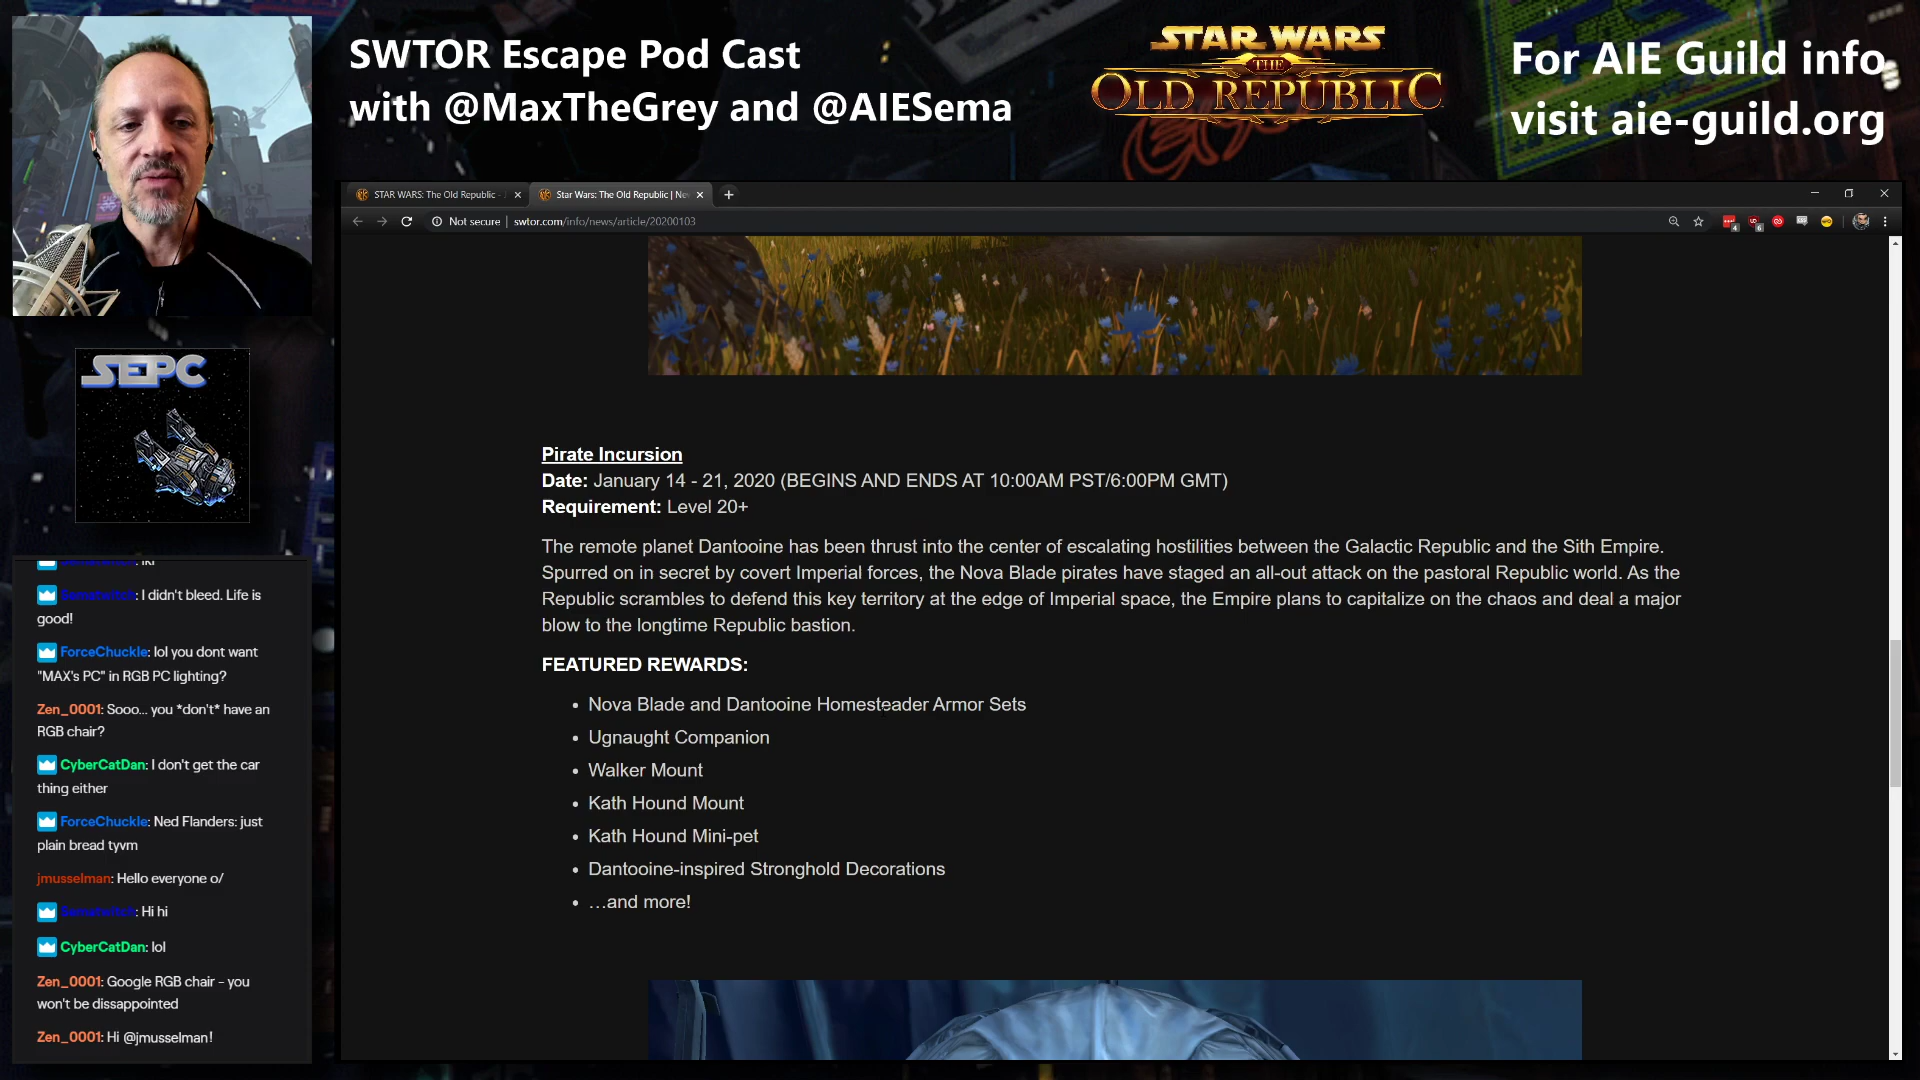 SWTOR Escape Pod Cast
with @MaxTheGrey and @AIESema
STAR WARS
THE
OLD REPUBLIC
For AIE Guild info
visit aie-guild.org
STAR WARS: The Old Republic -
Star Wars: The Old Republic | Ne
Not secure | swtor.com/info/news/article/20200103
SEPC
Pirate Incursion
Date: January 14 - 21, 2020 (BEGINS AND ENDS AT 10:00AM PST/6:00PM GMT)
Requirement: Level 20+
The remote planet Dantooine has been thrust into the center of escalating hostilities between the Galactic Republic and the Sith Empire.
Spurred on in secret by covert Imperial forces, the Nova Blade pirates have staged an all-out attack on the pastoral Republic world. As the
Republic scrambles to defend this key territory at the edge of Imperial space, the Empire plans to capitalize on the chaos and deal a major
blow to the longtime Republic bastion.
FEATURED REWARDS:
• Nova Blade and Dantooine Homesteader Armor Sets
• Ugnaught Companion
• Walker Mount
• Kath Hound Mount
• Kath Hound Mini-pet
• Dantooine-inspired Stronghold Decorations
• …and more!
Sematwitch: I didn't bleed. Life is
good!
ForceChuckle: lol you dont want
"MAX's PC" in RGB PC lighting?
Zen_0001: Sooo... you *don't* have an
RGB chair?
CyberCatDan: I don't get the car
thing either
ForceChuckle: Ned Flanders: just
plain bread tyvm
jmusselman: Hello everyone o/
Sematwitch: Hi hi
CyberCatDan: lol
Zen_0001: Google RGB chair - you
won't be dissappointed
Zen_0001: Hi @jmusselman!